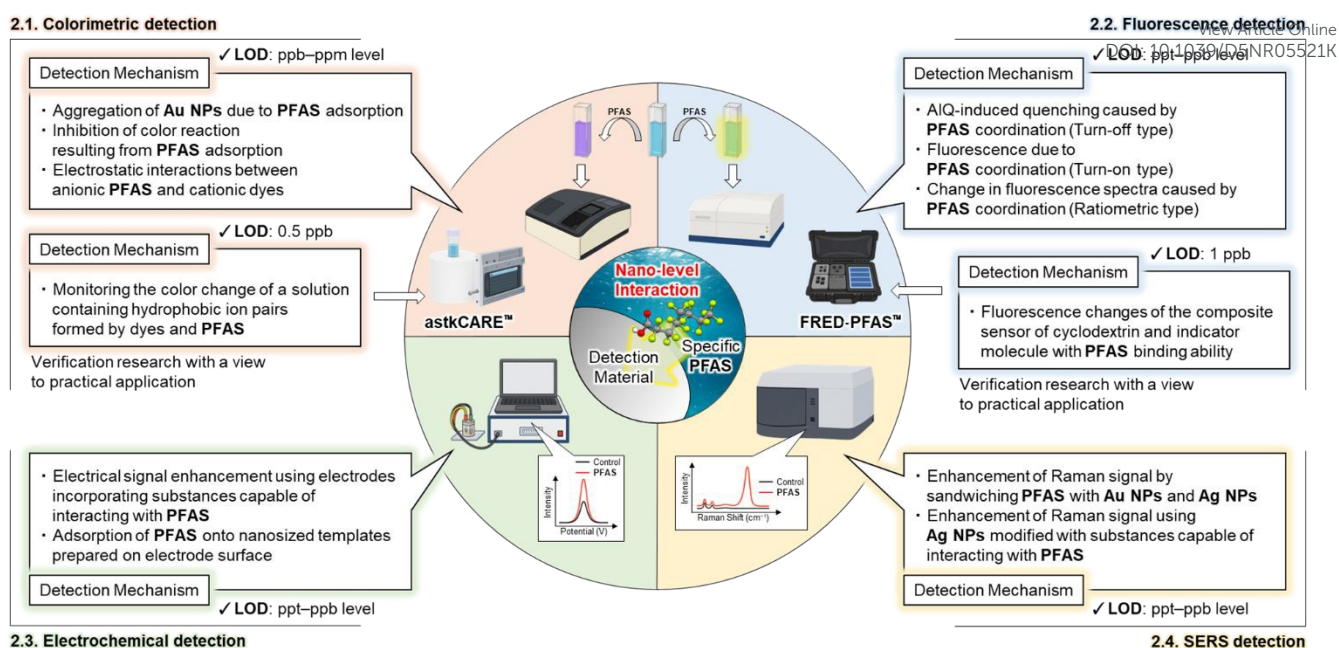 2.1. Colorimetric detection
✓ LOD: ppb–ppm level
Detection Mechanism
· Aggregation of Au NPs due to PFAS adsorption
· Inhibition of color reaction
resulting from PFAS adsorption
· Electrostatic interactions between
anionic PFAS and cationic dyes
✓ LOD: 0.5 ppb
Detection Mechanism
· Monitoring the color change of a solution
containing hydrophobic ion pairs
formed by dyes and PFAS
Verification research with a view
to practical application
2.2. Fluorescence detection
View Article Online
DOI: 10.1039/D5NR05521K
✓ LOD: ppt–ppb level
Detection Mechanism
· AIQ-induced quenching caused by
PFAS coordination (Turn-off type)
· Fluorescence due to
PFAS coordination (Turn-on type)
· Change in fluorescence spectra caused by
PFAS coordination (Ratiometric type)
✓ LOD: 1 ppb
Detection Mechanism
· Fluorescence changes of the composite
sensor of cyclodextrin and indicator
molecule with PFAS binding ability
Verification research with a view
to practical application
PFAS
PFAS
astkCARE™
FRED-PFAS™
Nano-level
Interaction
Detection
Material
Specific
PFAS
Intensity
Control
PFAS
Potential (V)
Intensity
Control
PFAS
Raman Shift (cm⁻¹)
· Electrical signal enhancement using electrodes
incorporating substances capable of
interacting with PFAS
· Adsorption of PFAS onto nanosized templates
prepared on electrode surface
Detection Mechanism
✓ LOD: ppt–ppb level
2.3. Electrochemical detection
· Enhancement of Raman signal by
sandwiching PFAS with Au NPs and Ag NPs
· Enhancement of Raman signal using
Ag NPs modified with substances capable of
interacting with PFAS
Detection Mechanism
✓ LOD: ppt–ppb level
2.4. SERS detection